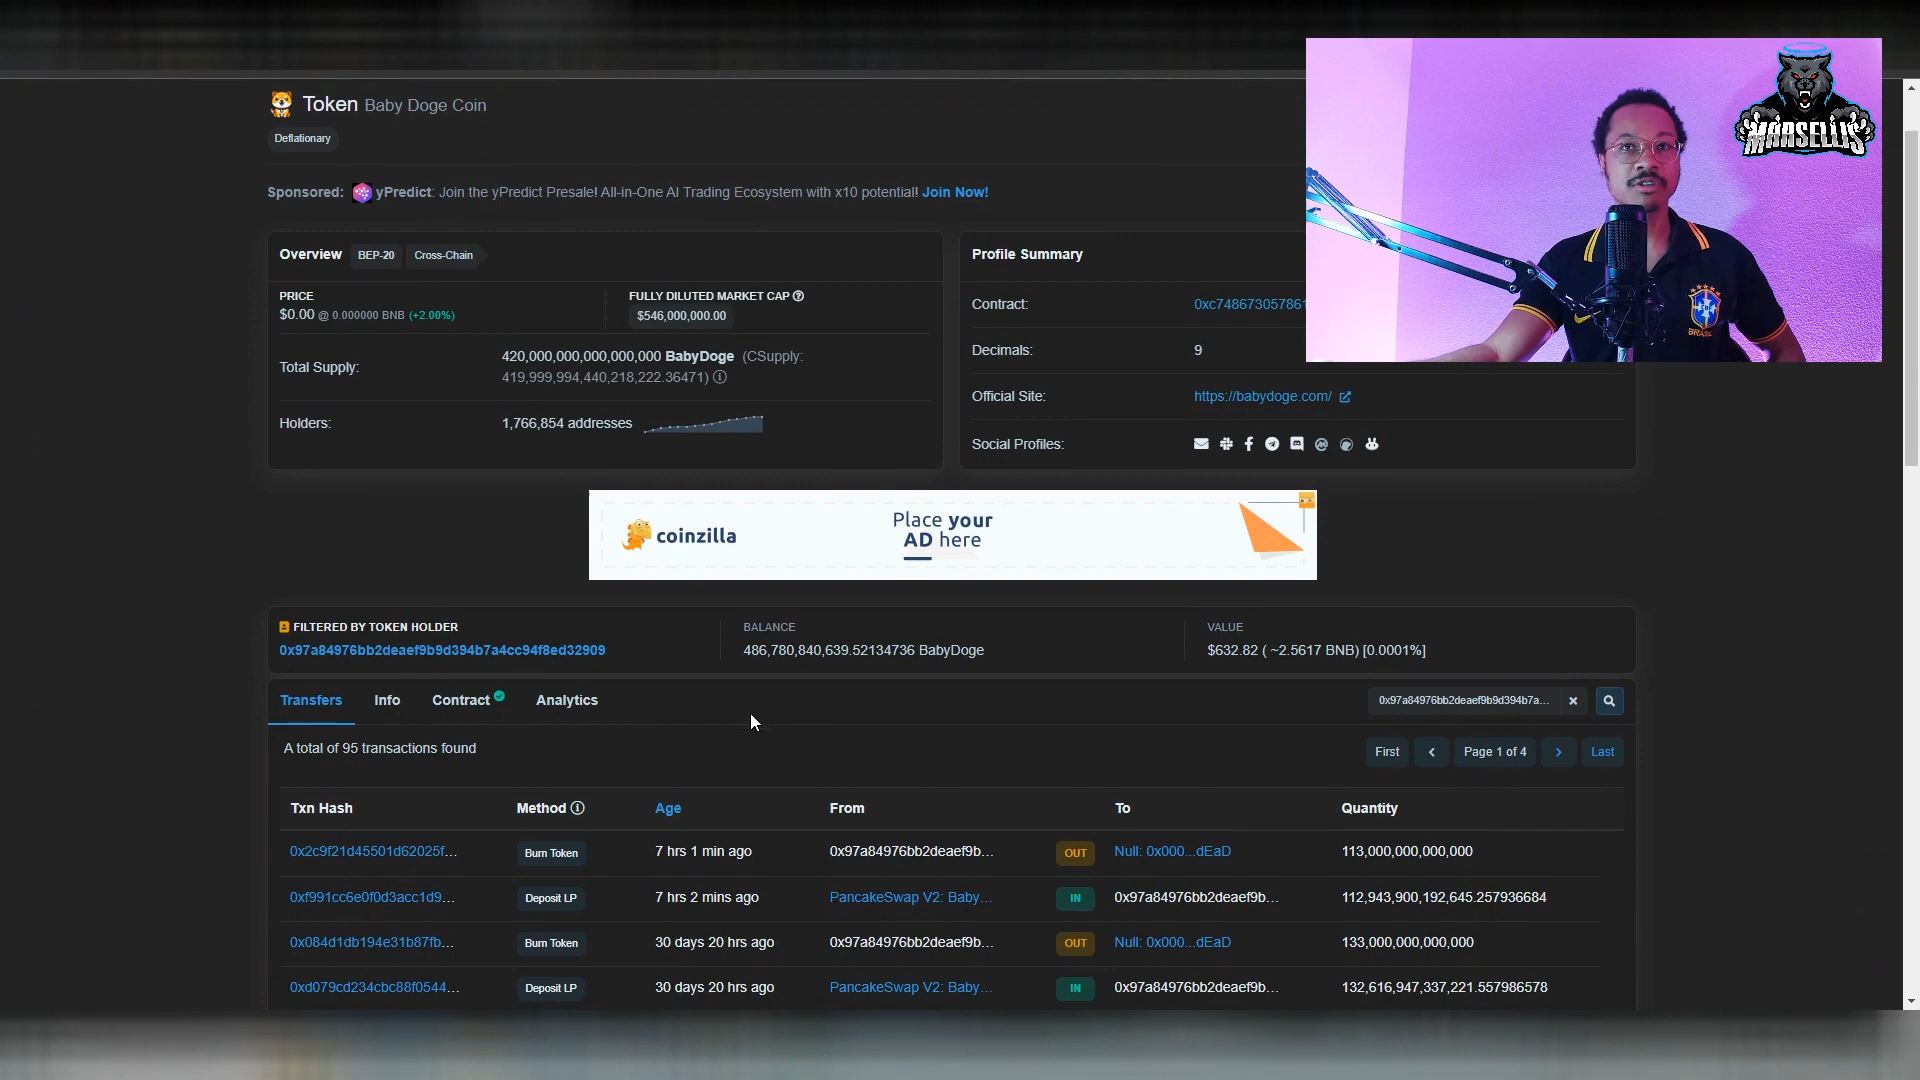 Token Baby Doge Coin
Deflationary
Sponsored: yPredict: Join the yPredict Presale! All-in-One AI Trading Ecosystem with x10 potential! Join Now!
Overview BEP-20 Cross-Chain
PRICE
$0.00 @ 0.000000 BNB (+2.00%)
FULLY DILUTED MARKET CAP
$546,000,000.00
Total Supply:
420,000,000,000,000,000 BabyDoge (CSupply:
419,999,994,440,218,222.36471)
Holders:
1,766,854 addresses
Profile Summary
Contract:
0xc748673057861
Decimals:
9
Official Site:
https://babydoge.com/
Social Profiles:
MARSELLIS
BRASIL
coinzilla
Place your
AD here
FILTERED BY TOKEN HOLDER
0x97a84976bb2deaef9b9d394b7a4cc94f8ed32909
BALANCE
486,780,840,639.52134736 BabyDoge
VALUE
$632.82 ( ~2.5617 BNB) [0.0001%]
Transfers Info Contract Analytics
0x97a84976bb2deaef9b9d394b7a...
A total of 95 transactions found
First Page 1 of 4 Last
Txn Hash Method Age From To Quantity
0x2c9f21d45501d62025f... Burn Token 7 hrs 1 min ago 0x97a84976bb2deaef9b... OUT Null: 0x000...dEaD 113,000,000,000,000
0xf991cc6e0f0d3acc1d9... Deposit LP 7 hrs 2 mins ago PancakeSwap V2: Baby... IN 0x97a84976bb2deaef9b... 112,943,900,192,645.257936684
0x084d1db194e31b87fb... Burn Token 30 days 20 hrs ago 0x97a84976bb2deaef9b... OUT Null: 0x000...dEaD 133,000,000,000,000
0xd079cd234cbc88f0544... Deposit LP 30 days 20 hrs ago PancakeSwap V2: Baby... IN 0x97a84976bb2deaef9b... 132,616,947,337,221.557986578